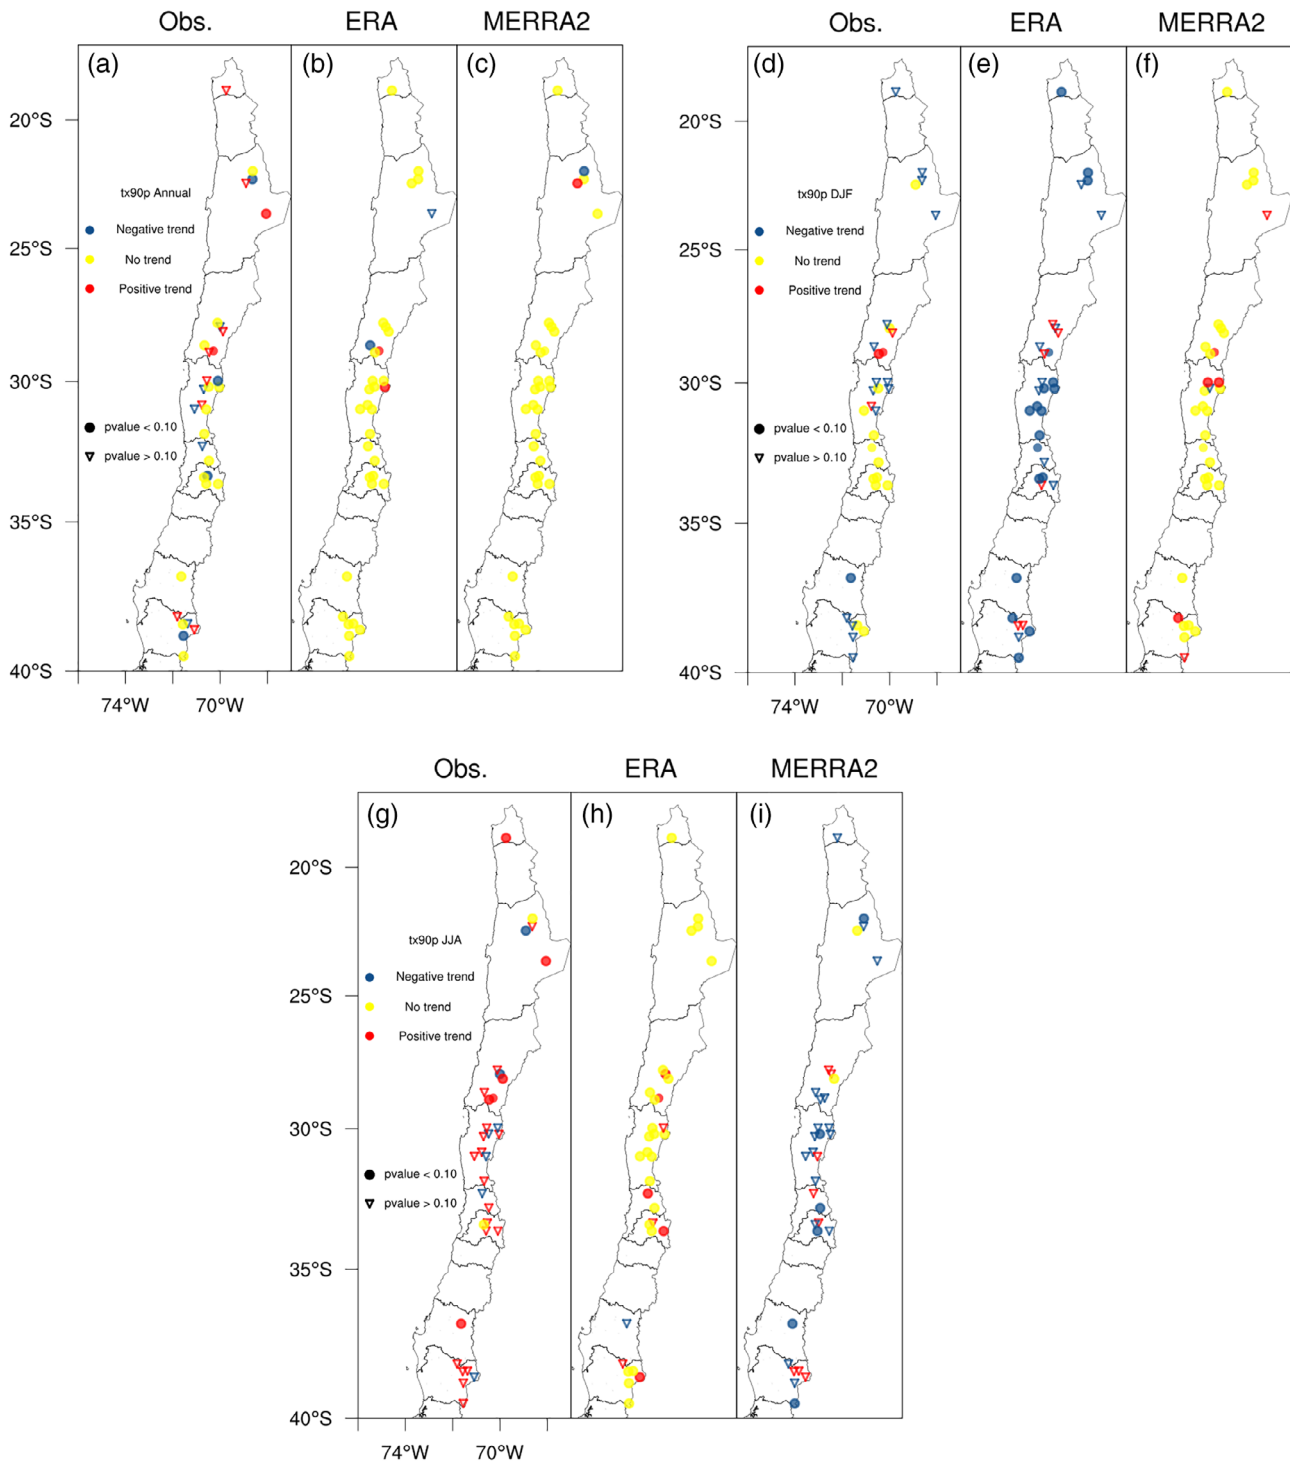 Obs. ERA MERRA2
(a) (b) (c)
20°S
tx90p Annual
Negative trend
25°S
No trend
Positive trend
30°S
pvalue < 0.10
pvalue > 0.10
35°S
40°S
74°W 70°W
Obs. ERA MERRA2
(d) (e) (f)
20°S
tx90p DJF
Negative trend
25°S
No trend
Positive trend
30°S
pvalue < 0.10
pvalue > 0.10
35°S
40°S
74°W 70°W
Obs. ERA MERRA2
(g) (h) (i)
20°S
tx90p JJA
Negative trend
25°S
No trend
Positive trend
30°S
pvalue < 0.10
pvalue > 0.10
35°S
40°S
74°W 70°W